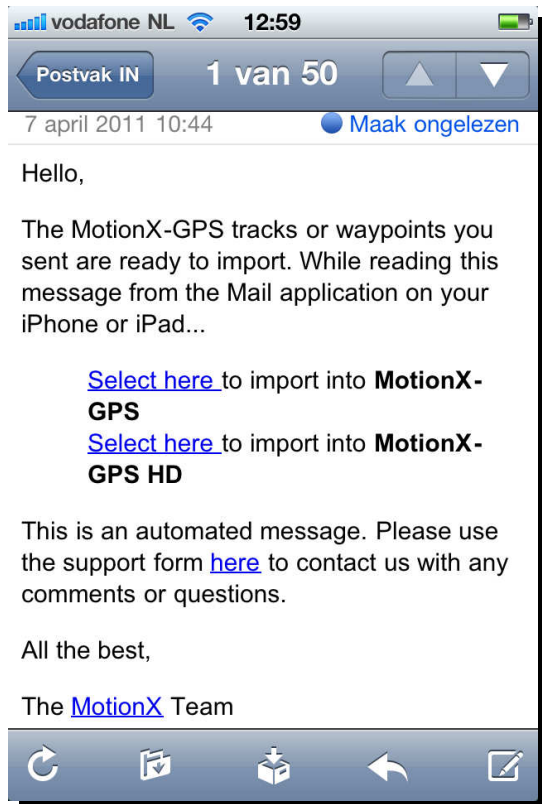 vodafone NL 12:59
Postvak IN 1 van 50
7 april 2011 10:44 Maak ongelezen
Hello,
The MotionX-GPS tracks or waypoints you
sent are ready to import. While reading this
message from the Mail application on your
iPhone or iPad...
Select here to import into MotionX-
GPS
Select here to import into MotionX-
GPS HD
This is an automated message. Please use
the support form here to contact us with any
comments or questions.
All the best,
The MotionX Team